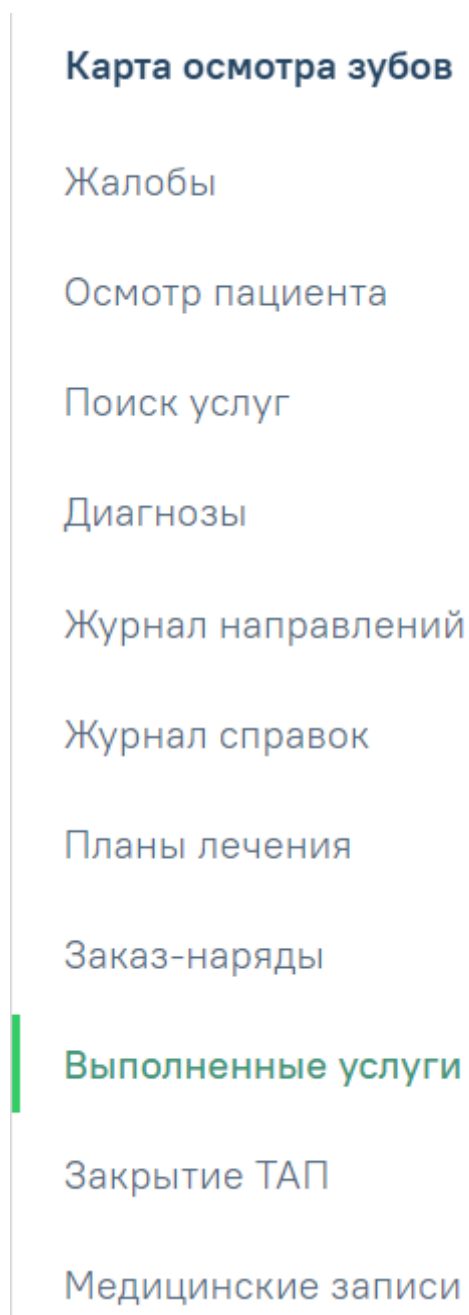 Карта осмотра зубов
Жалобы
Осмотр пациента
Поиск услуг
Диагнозы
Журнал направлений
Журнал справок
Планы лечения
Заказ-наряды
Выполненные услуги
Закрытие ТАП
Медицинские записи